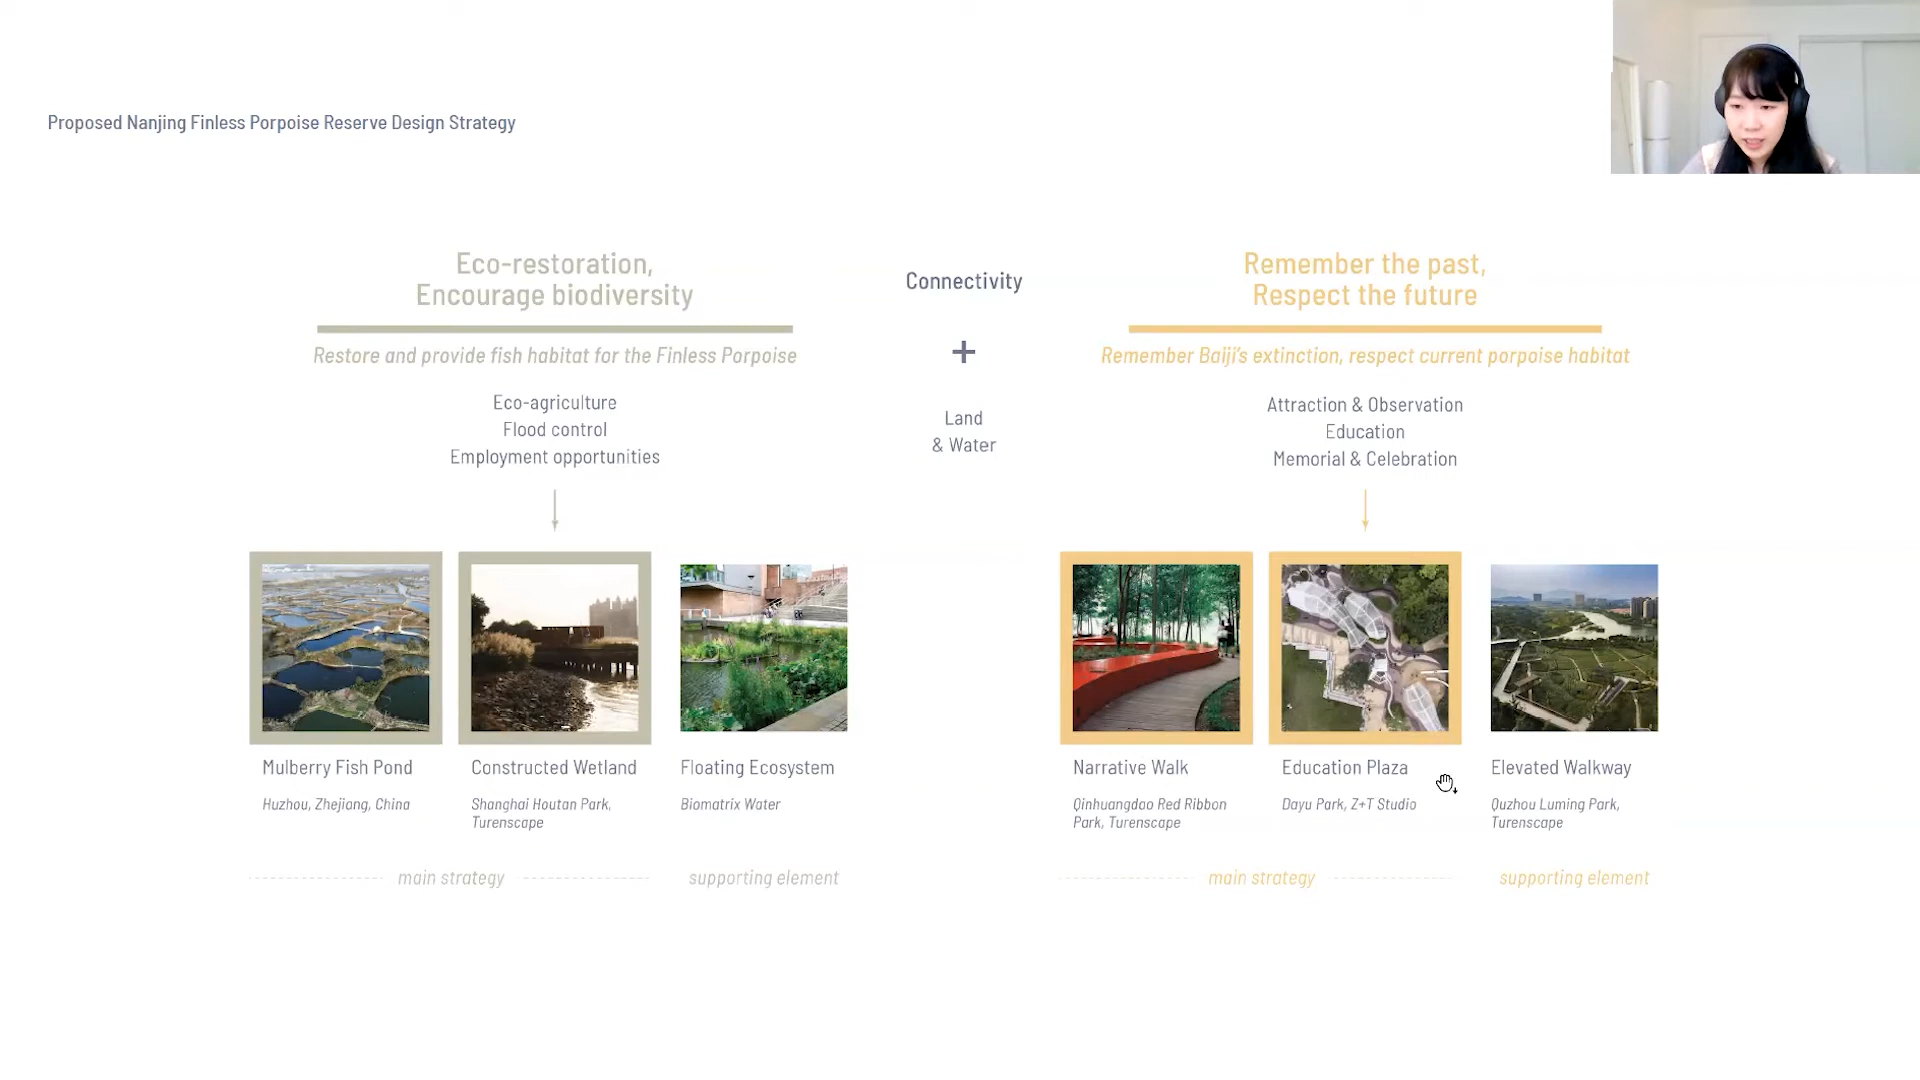 Proposed Nanjing Finless Porpoise Reserve Design Strategy
Eco-restoration,
Encourage biodiversity
Restore and provide fish habitat for the Finless Porpoise
Eco-agriculture
Flood control
Employment opportunities
Connectivity
+
Land
& Water
Remember the past,
Respect the future
Remember Baiji's extinction, respect current porpoise habitat
Attraction & Observation
Education
Memorial & Celebration
Mulberry Fish Pond
Huzhou, Zhejiang, China
Constructed Wetland
Shanghai Houtan Park,
Turenscape
Floating Ecosystem
Biomatrix Water
main strategy
supporting element
Narrative Walk
Qinhuangdao Red Ribbon
Park, Turenscape
Education Plaza
Dayu Park, Z+T Studio
Elevated Walkway
Quzhou Luming Park,
Turenscape
main strategy
supporting element